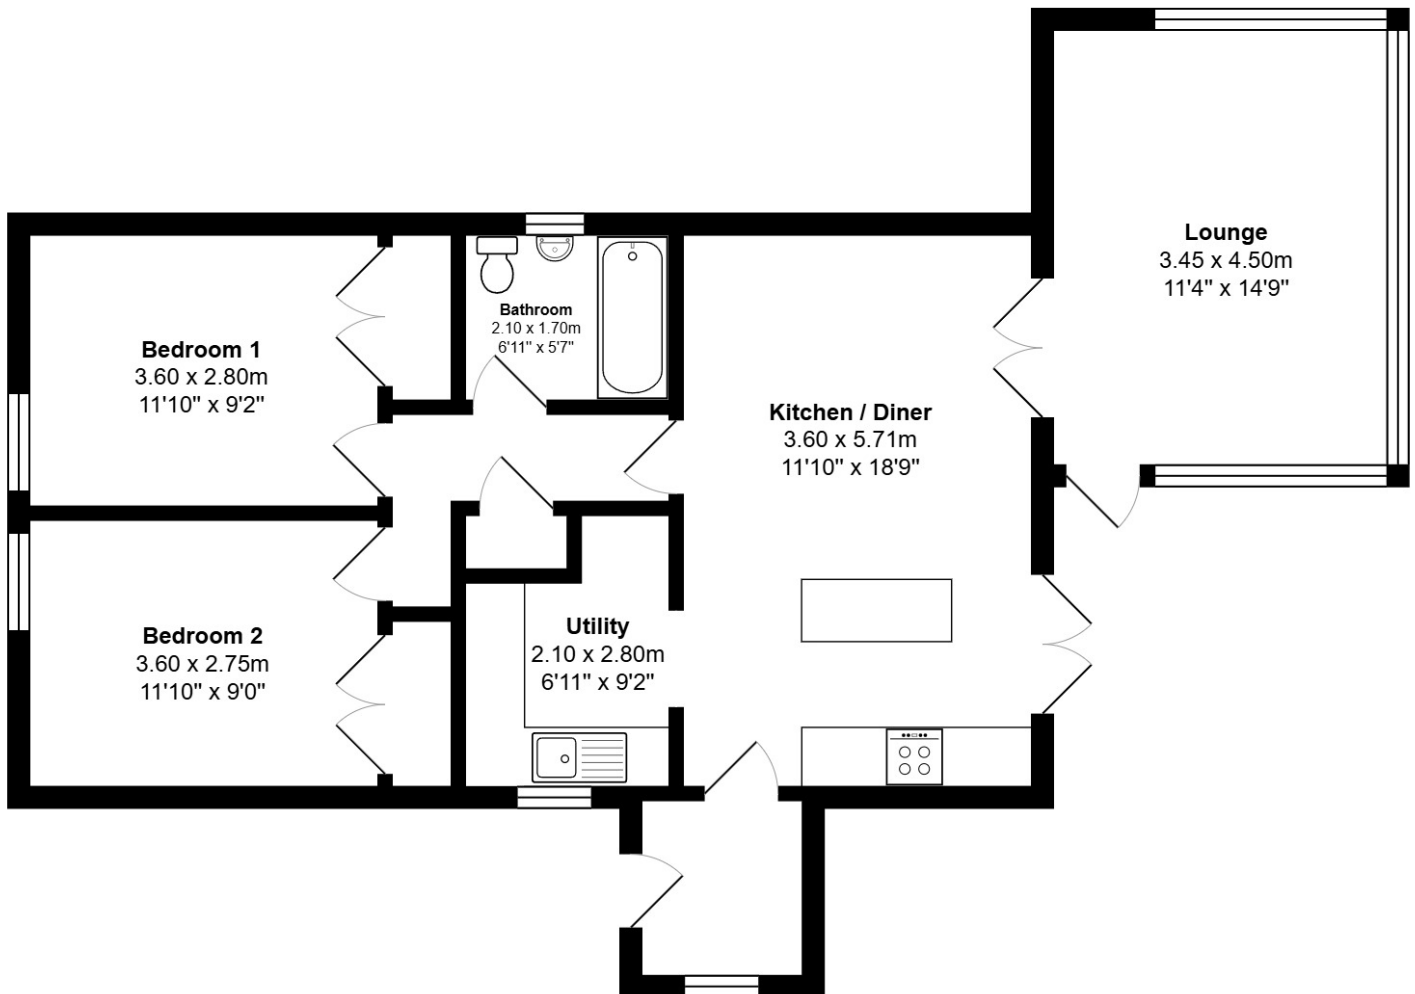 Lounge
3.45 x 4.50m
11'4" x 14'9"
Bathroom
2.10 x 1.70m
6'11" x 5'7"
Bedroom 1
3.60 x 2.80m
11'10" x 9'2"
Kitchen / Diner
3.60 x 5.71m
11'10" x 18'9"
Bedroom 2
3.60 x 2.75m
11'10" x 9'0"
Utility
2.10 x 2.80m
6'11" x 9'2"